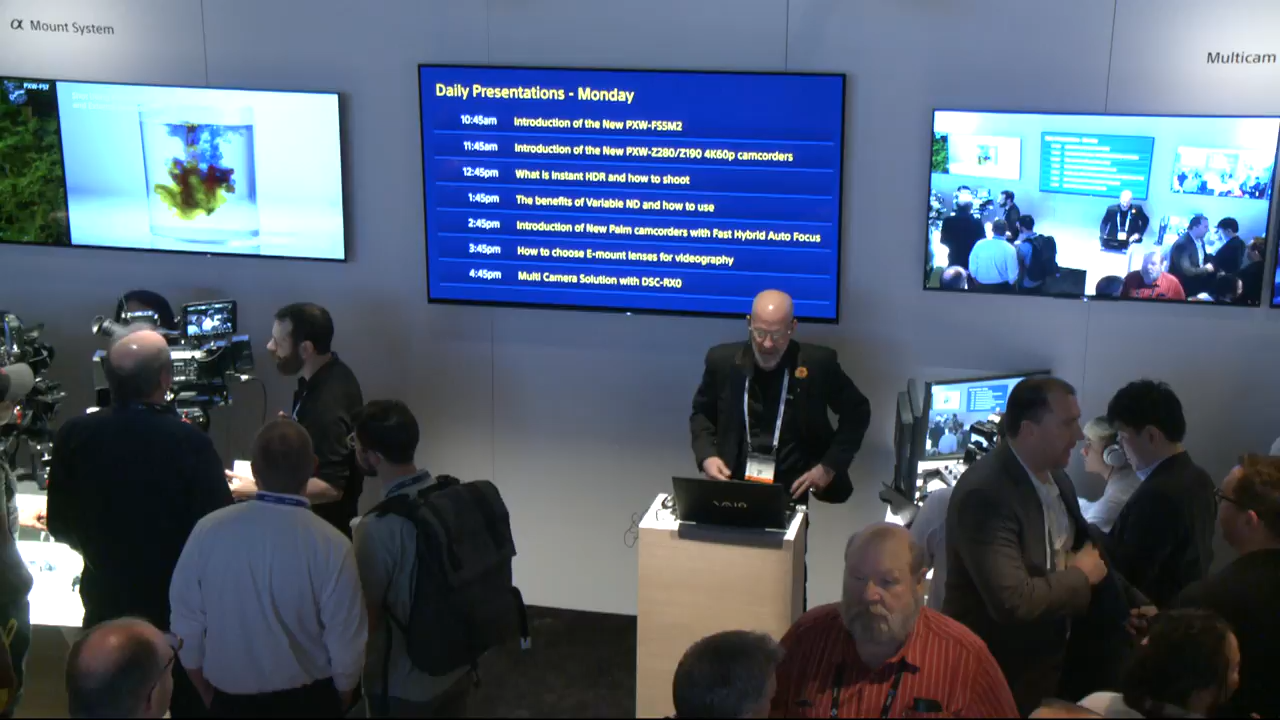 α Mount System
Multicam
PXW-FS7
Daily Presentations - Monday
10:45am Introduction of the New PXW-FS5M2
11:45am Introduction of the New PXW-Z280/Z190 4K60p camcorders
12:45pm What is Instant HDR and how to shoot
1:45pm The benefits of Variable ND and how to use
2:45pm Introduction of New Palm camcorders with Fast Hybrid Auto Focus
3:45pm How to choose E-mount lenses for videography
4:45pm Multi Camera Solution with DSC-RX0
VAIO